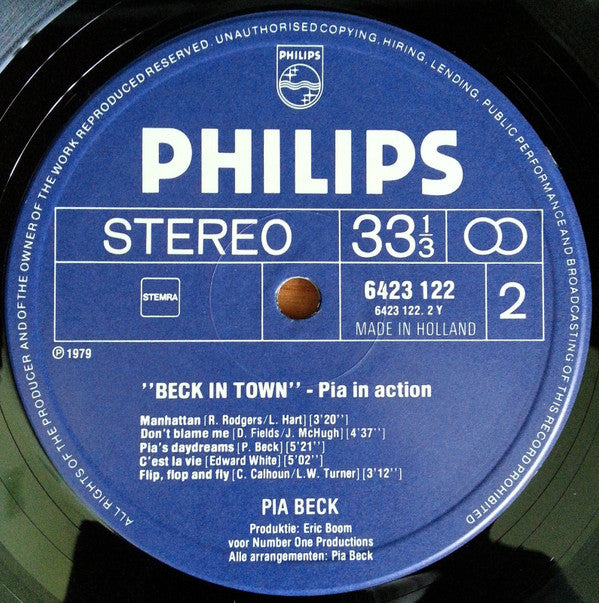 ALL RIGHTS OF THE PRODUCER AND OF THE OWNER OF THE WORK REPRODUCED RESERVED. UNAUTHORISED COPYING, HIRING, LENDING, PUBLIC PERFORMANCE AND BROADCASTING OF THIS RECORD PROHIBITED
PHILIPS
PHILIPS
STEREO 33 1/3
STEMRA
6423 122
6423 122. 2 Y
MADE IN HOLLAND
2
Ⓟ 1979
"BECK IN TOWN" - Pia in action
Manhattan [R. Rodgers/L. Hart] [3'20'']
Don't blame me [D. Fields/J. McHugh] [4'37'']
Pia's daydreams [P. Beck] [5'21'']
C'est la vie [Edward White] [5'02'']
Flip, flop and fly [C. Calhoun/L.W. Turner] [3'12'']
PIA BECK
Produktie: Eric Boom
voor Number One Productions
Alle arrangementen: Pia Beck